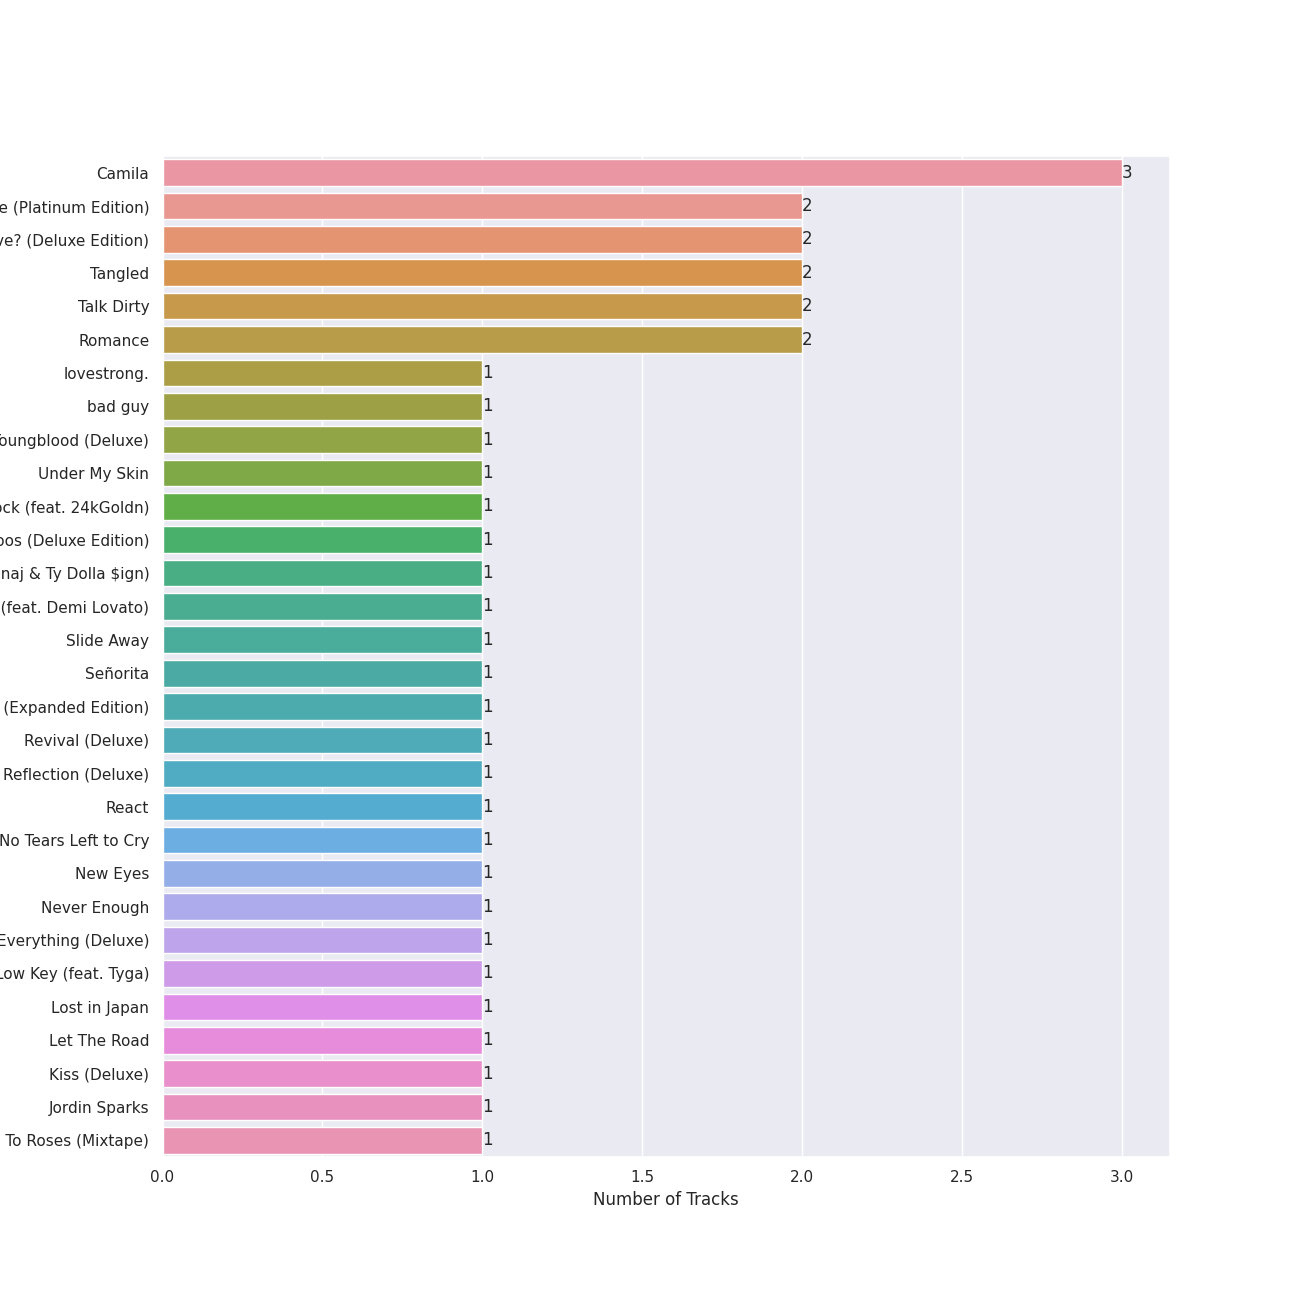 Camila 3
e (Platinum Edition) 2
ve? (Deluxe Edition) 2
Tangled 2
Talk Dirty 2
Romance 2
lovestrong. 1
bad guy 1
oungblood (Deluxe) 1
Under My Skin 1
ock (feat. 24kGoldn) 1
oos (Deluxe Edition) 1
naj & Ty Dolla $ign) 1
(feat. Demi Lovato) 1
Slide Away 1
Señorita 1
(Expanded Edition) 1
Revival (Deluxe) 1
Reflection (Deluxe) 1
React 1
No Tears Left to Cry 1
New Eyes 1
Never Enough 1
Everything (Deluxe) 1
Low Key (feat. Tyga) 1
Lost in Japan 1
Let The Road 1
Kiss (Deluxe) 1
Jordin Sparks 1
To Roses (Mixtape) 1
0.0 0.5 1.0 1.5 2.0 2.5 3.0
Number of Tracks